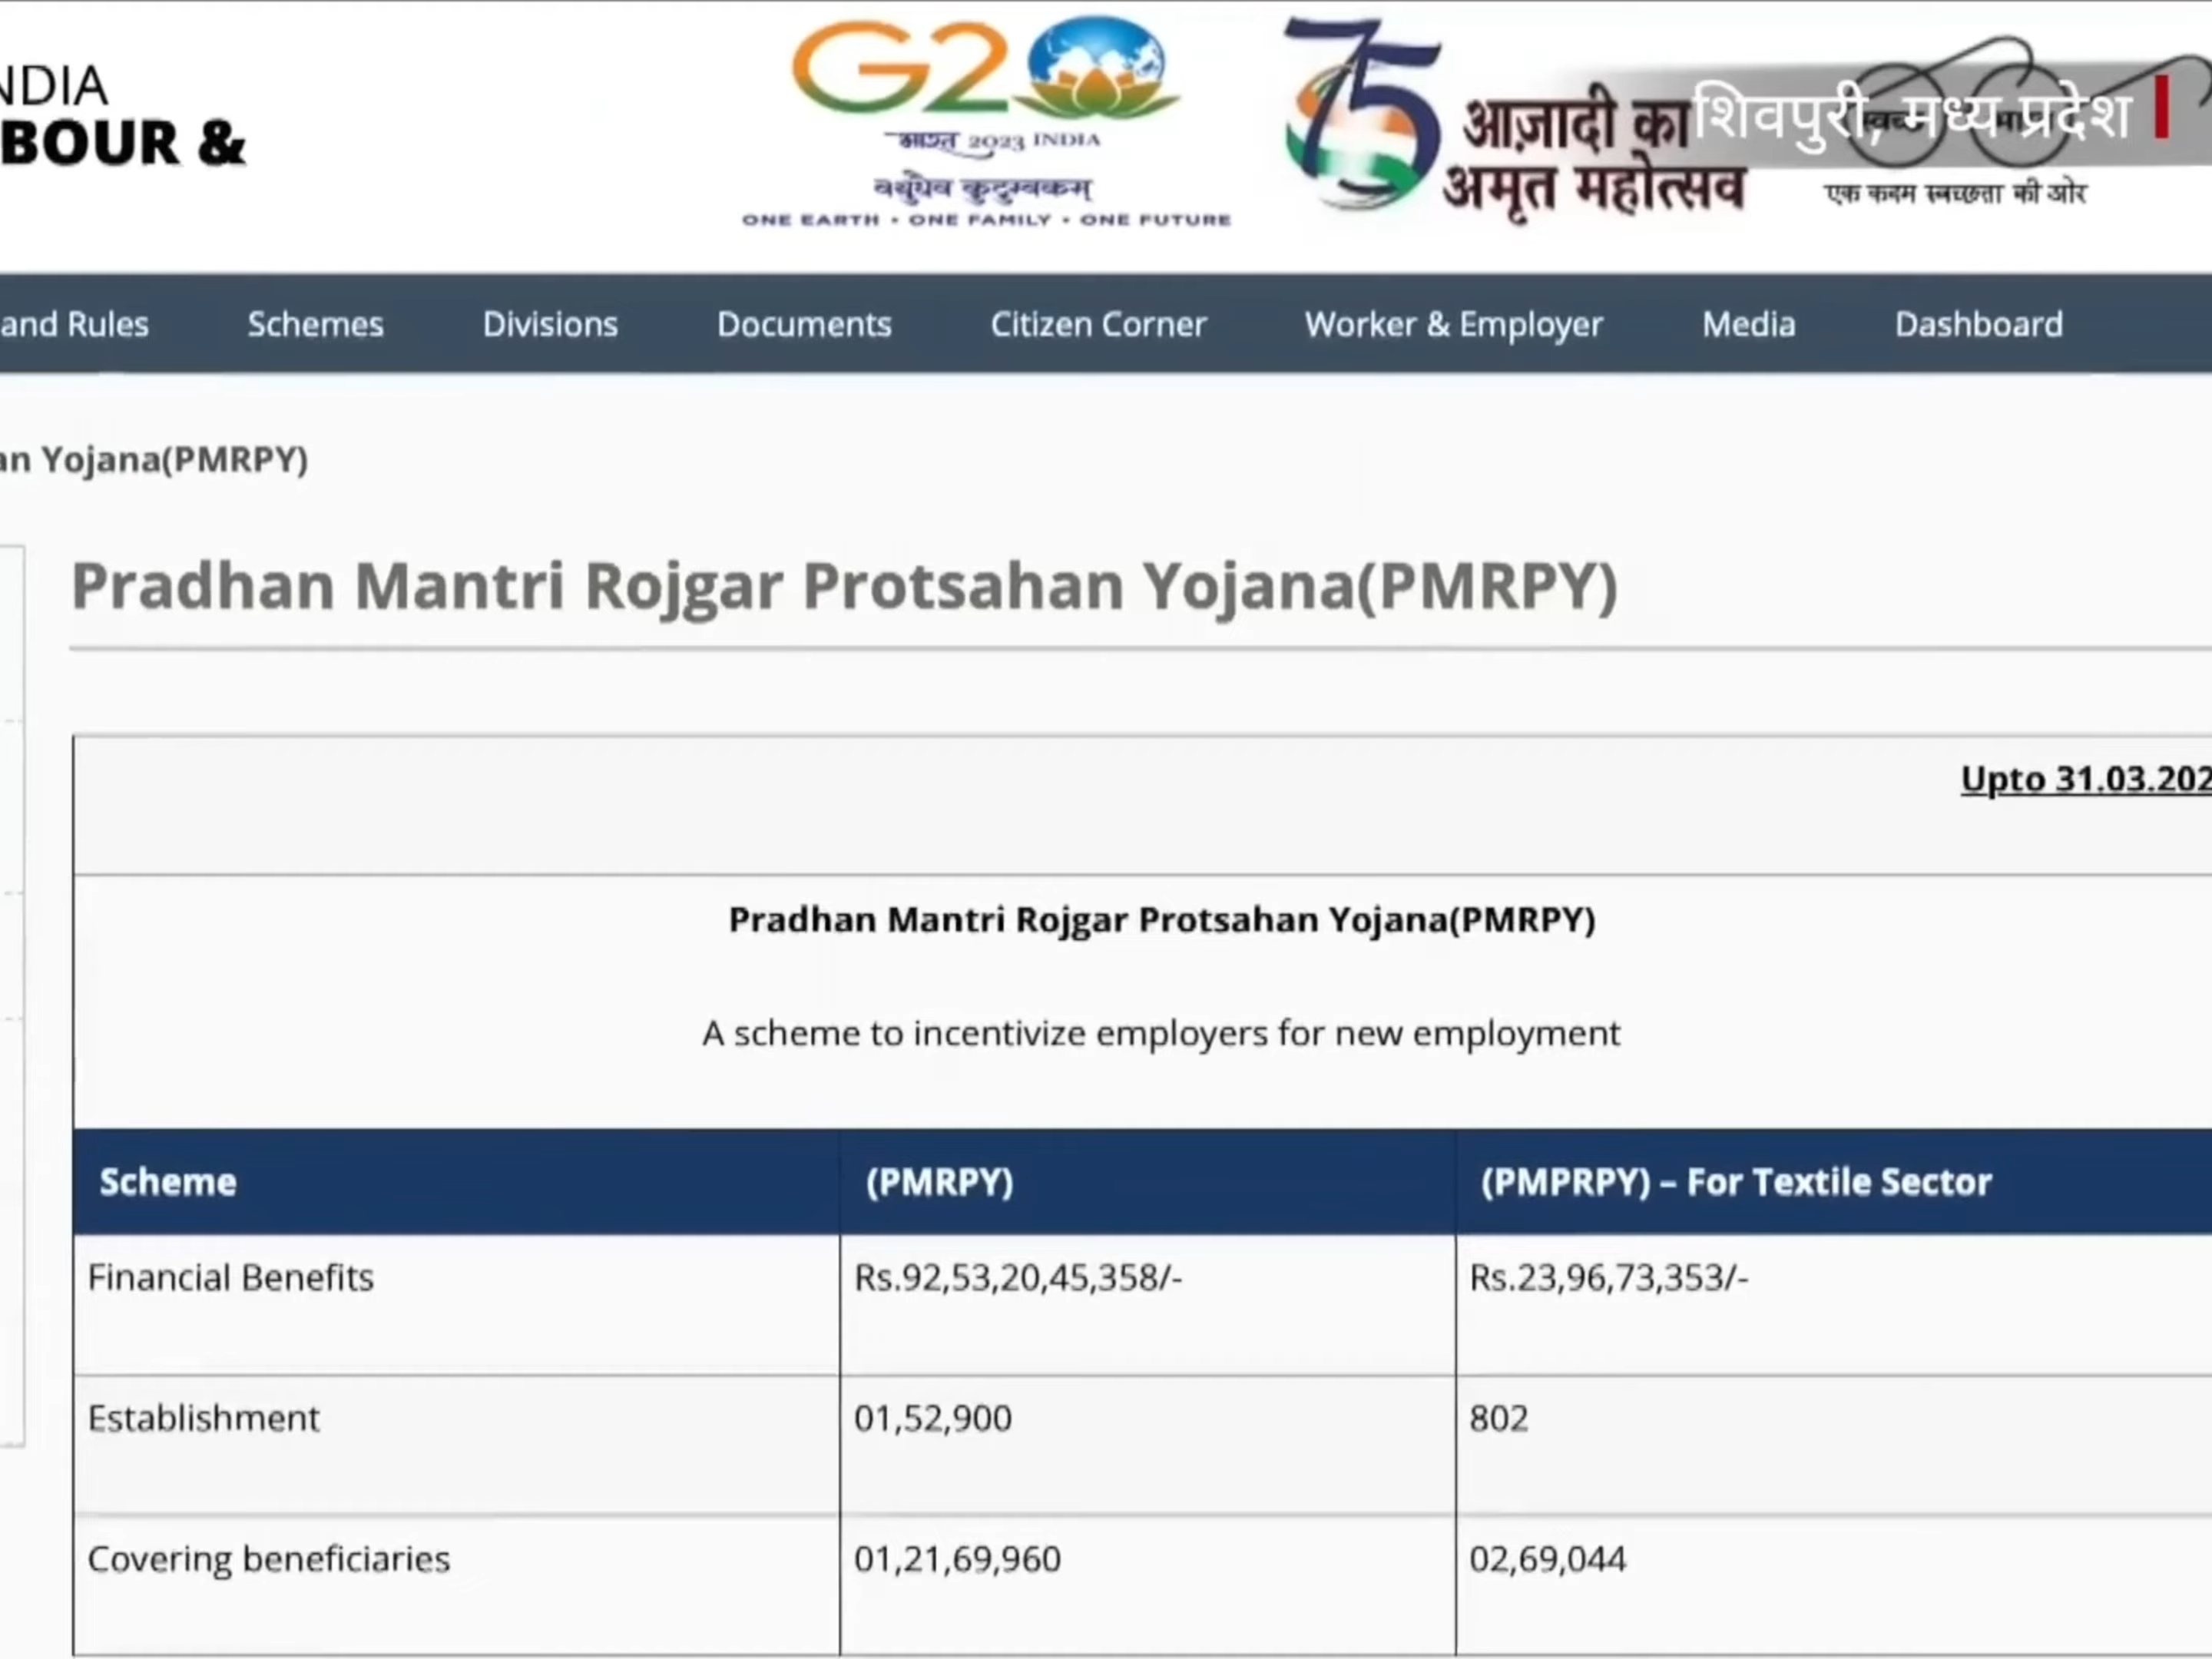 NDIA
BOUR &
G20
भारत 2023 INDIA
वसुधैव कुटुम्बकम्
ONE EARTH • ONE FAMILY • ONE FUTURE
75
आज़ादी का
अमृत महोत्सव
शिवपुरी, मध्य प्रदेश
एक कदम स्वच्छता की ओर
and Rules Schemes Divisions Documents Citizen Corner Worker & Employer Media Dashboard
an Yojana(PMRPY)
Pradhan Mantri Rojgar Protsahan Yojana(PMRPY)
Upto 31.03.202
Pradhan Mantri Rojgar Protsahan Yojana(PMRPY)
A scheme to incentivize employers for new employment
Scheme (PMRPY) (PMPRPY) – For Textile Sector
Financial Benefits Rs.92,53,20,45,358/- Rs.23,96,73,353/-
Establishment 01,52,900 802
Covering beneficiaries 01,21,69,960 02,69,044